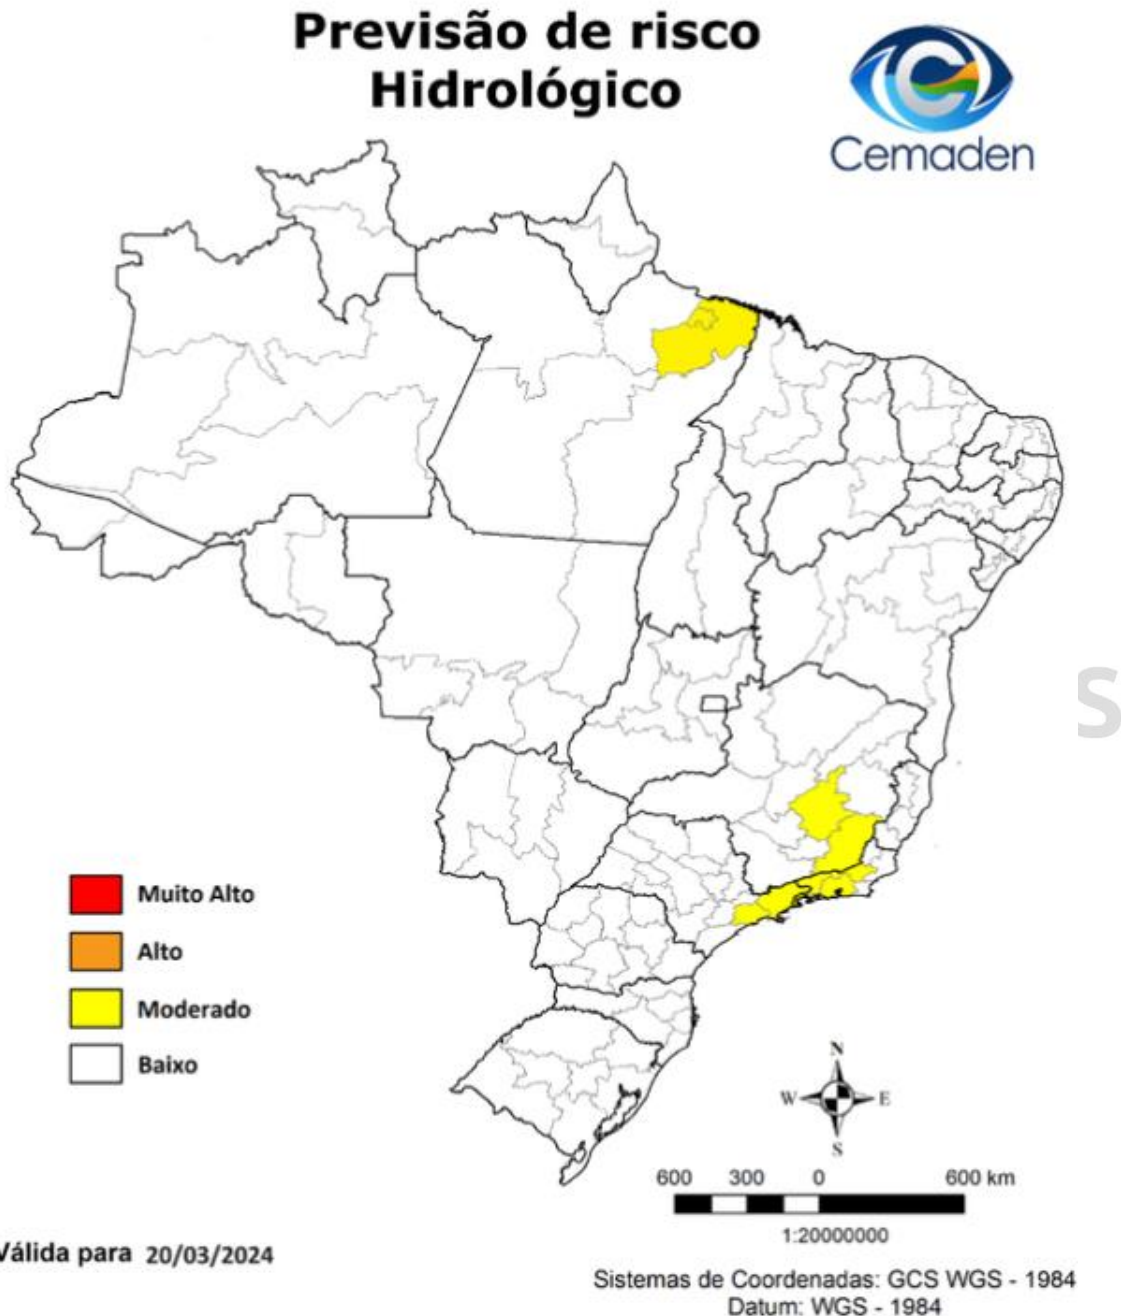 Previsão de risco
Hidrológico
Cemaden
S
Muito Alto
Alto
Moderado
Baixo
N
W
E
S
600 300 0 600 km
1:20000000
Válida para 20/03/2024
Sistemas de Coordenadas: GCS WGS - 1984
Datum: WGS - 1984